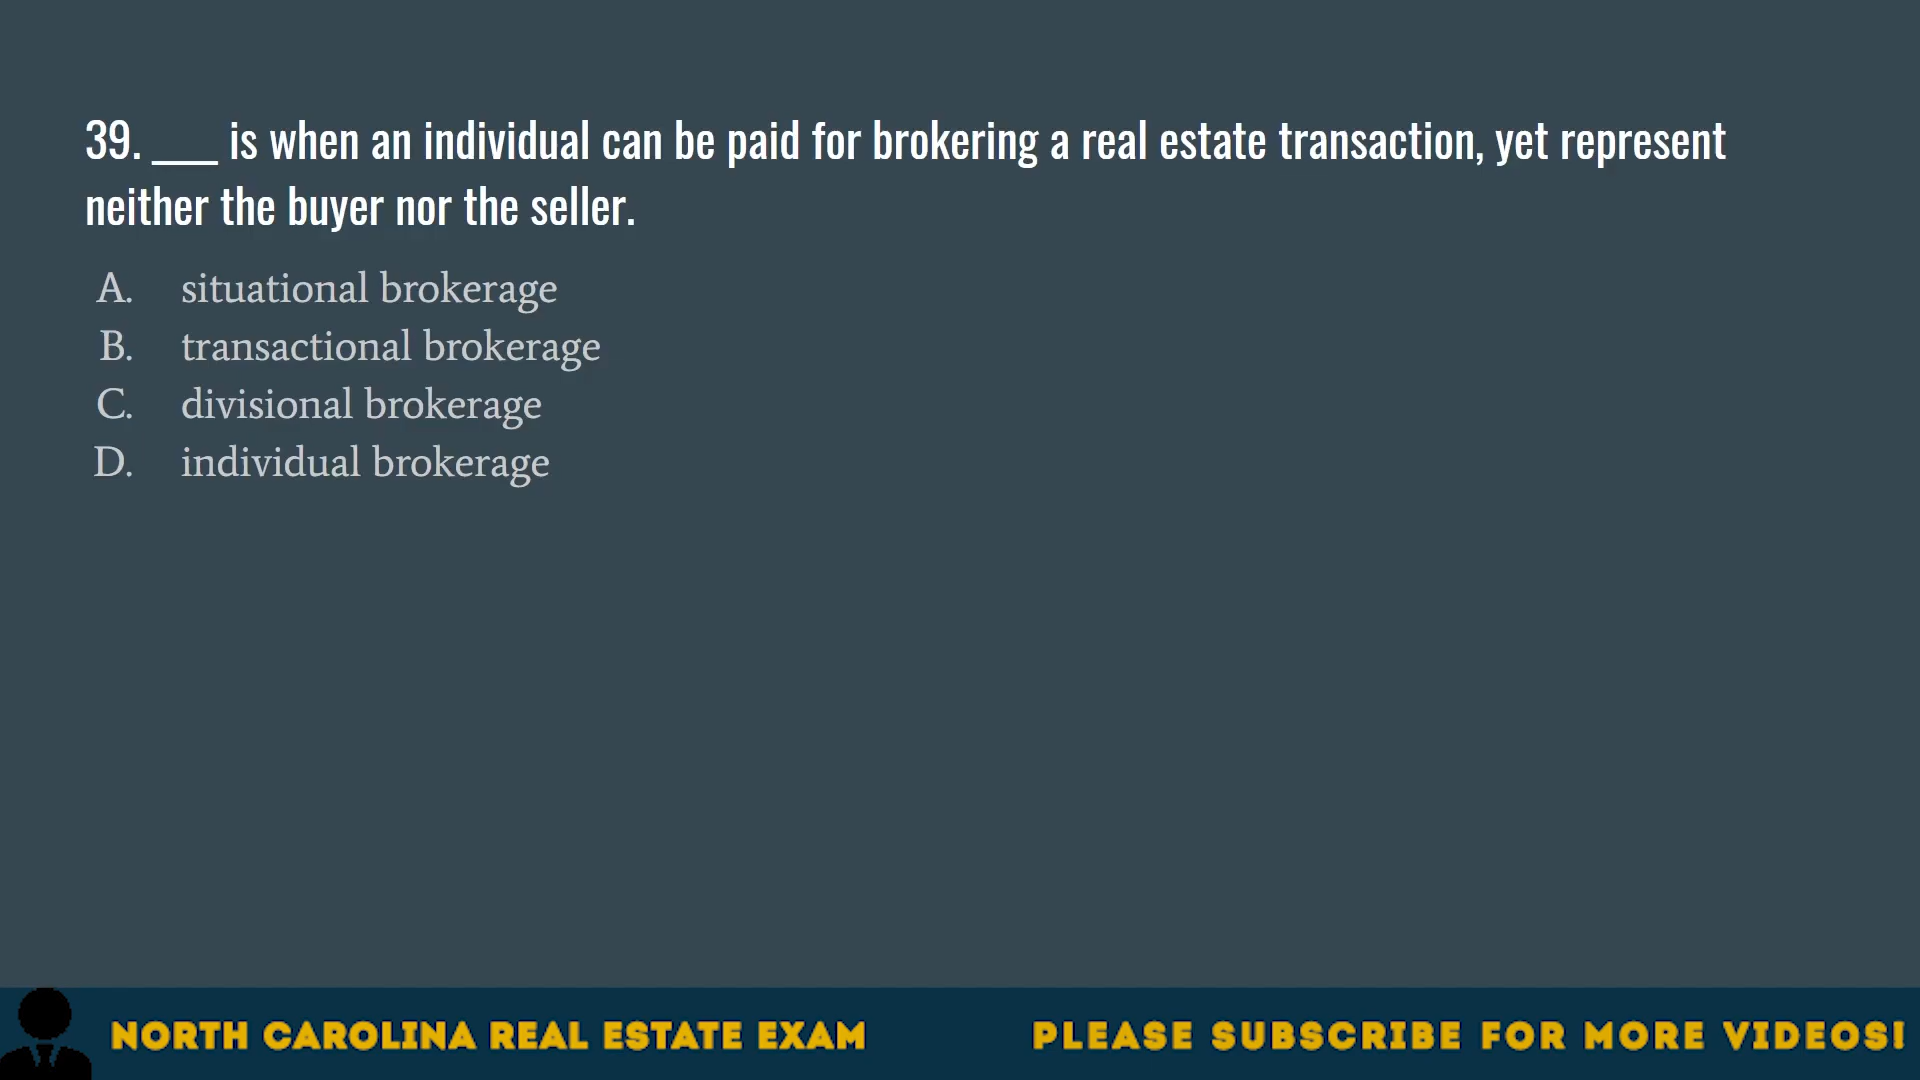 39. ___ is when an individual can be paid for brokering a real estate transaction, yet represent
neither the buyer nor the seller.
A. situational brokerage
B. transactional brokerage
C. divisional brokerage
D. individual brokerage
NORTH CAROLINA REAL ESTATE EXAM
PLEASE SUBSCRIBE FOR MORE VIDEOS!